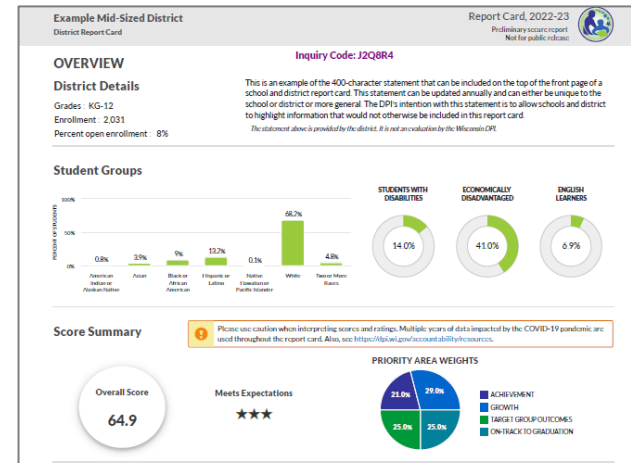 Example Mid-Sized District
District Report Card
Report Card, 2022-23
Preliminary secure report
Not for public release
OVERVIEW
Inquiry Code: J2Q8R4
District Details
Grades : KG-12
Enrollment : 2,031
Percent open enrollment : 8%
This is an example of the 400-character statement that can be included on the top of the front page of a
school and district report card. This statement can be updated annually and can either be unique to the
school or district or more general. The DPI's intention with this statement is to allow schools and district
to highlight information that would not otherwise be included in this report card.
The statement above is provided by the district. It is not an evaluation by the Wisconsin DPI.
Student Groups
PERCENT OF STUDENTS
100%
50%
0%
0.8%
3.9%
9%
13.2%
0.1%
68.2%
4.8%
American
Indian or
Alaskan Native
Asian
Black or
African
American
Hispanic or
Latino
Native
Hawaiian or
Pacific Islander
White
Two or More
Races
STUDENTS WITH
DISABILITIES
14.0%
ECONOMICALLY
DISADVANTAGED
41.0%
ENGLISH
LEARNERS
6.9%
Score Summary
Please use caution when interpreting scores and ratings. Multiple years of data impacted by the COVID-19 pandemic are
used throughout the report card. Also, see https://dpi.wi.gov/accountability/resources.
Overall Score
64.9
Meets Expectations
★★★
PRIORITY AREA WEIGHTS
21.0%
29.0%
25.0%
25.0%
ACHIEVEMENT
GROWTH
TARGET GROUP OUTCOMES
ON-TRACK TO GRADUATION